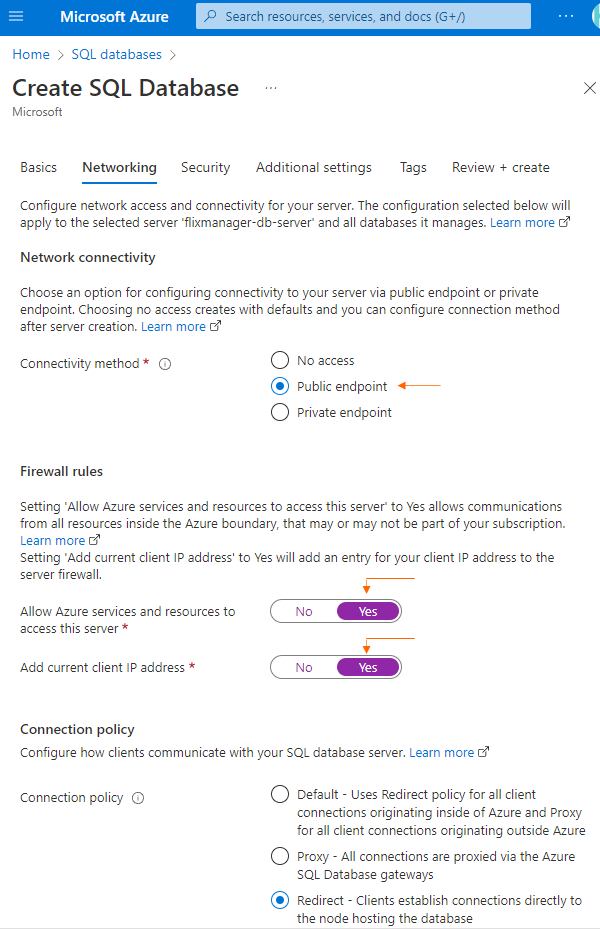 Microsoft Azure
Search resources, services, and docs (G+/)
Home > SQL databases >
Create SQL Database ...
Microsoft
Basics Networking Security Additional settings Tags Review + create
Configure network access and connectivity for your server. The configuration selected below will
apply to the selected server 'flixmanager-db-server' and all databases it manages. Learn more
Network connectivity
Choose an option for configuring connectivity to your server via public endpoint or private
endpoint. Choosing no access creates with defaults and you can configure connection method
after server creation. Learn more
Connectivity method *
No access
Public endpoint
Private endpoint
Firewall rules
Setting 'Allow Azure services and resources to access this server' to Yes allows communications
from all resources inside the Azure boundary, that may or may not be part of your subscription.
Learn more
Setting 'Add current client IP address' to Yes will add an entry for your client IP address to the
server firewall.
Allow Azure services and resources to
access this server *
No Yes
Add current client IP address *
No Yes
Connection policy
Configure how clients communicate with your SQL database server. Learn more
Connection policy
Default - Uses Redirect policy for all client
connections originating inside of Azure and Proxy
for all client connections originating outside Azure
Proxy - All connections are proxied via the Azure
SQL Database gateways
Redirect - Clients establish connections directly to
the node hosting the database